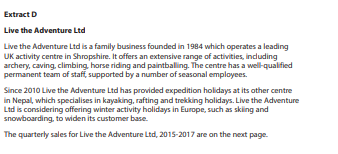 Extract D
Live the Adventure Ltd
Live the Adventure Ltd is a family business founded in 1984 which operates a leading
UK activity centre in Shropshire. It offers an extensive range of activities, including
archery, caving, climbing, horse riding and paintballing. The centre has a well-qualified
permanent team of staff, supported by a number of seasonal employees.
Since 2010 Live the Adventure Ltd has provided expedition holidays at its other centre
in Nepal, which specialises in kayaking, rafting and trekking holidays. Live the Adventure
Ltd is considering offering winter activity holidays in Europe, such as skiing and
snowboarding, to widen its customer base.
The quarterly sales for Live the Adventure Ltd, 2015-2017 are on the next page.